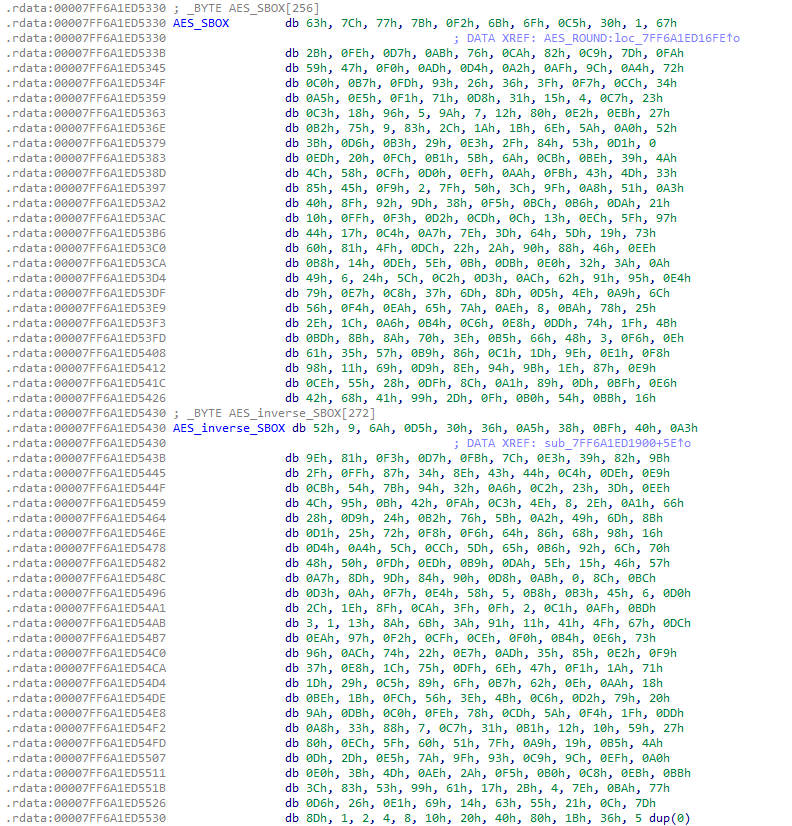 .rdata:00007FF6A1ED5330 ; _BYTE AES_SBOX[256]
.rdata:00007FF6A1ED5330 AES_SBOX db 63h, 7Ch, 77h, 7Bh, 0F2h, 6Bh, 6Fh, 0C5h, 30h, 1, 67h
.rdata:00007FF6A1ED5330 ; DATA XREF: AES_ROUND:loc_7FF6A1ED16FE↑o
.rdata:00007FF6A1ED533B db 2Bh, 0FEh, 0D7h, 0ABh, 76h, 0CAh, 82h, 0C9h, 7Dh, 0FAh
.rdata:00007FF6A1ED5345 db 59h, 47h, 0F0h, 0ADh, 0D4h, 0A2h, 0AFh, 9Ch, 0A4h, 72h
.rdata:00007FF6A1ED534F db 0C0h, 0B7h, 0FDh, 93h, 26h, 36h, 3Fh, 0F7h, 0CCh, 34h
.rdata:00007FF6A1ED5359 db 0A5h, 0E5h, 0F1h, 71h, 0D8h, 31h, 15h, 4, 0C7h, 23h
.rdata:00007FF6A1ED5363 db 0C3h, 18h, 96h, 5, 9Ah, 7, 12h, 80h, 0E2h, 0EBh, 27h
.rdata:00007FF6A1ED536E db 0B2h, 75h, 9, 83h, 2Ch, 1Ah, 1Bh, 6Eh, 5Ah, 0A0h, 52h
.rdata:00007FF6A1ED5379 db 3Bh, 0D6h, 0B3h, 29h, 0E3h, 2Fh, 84h, 53h, 0D1h, 0
.rdata:00007FF6A1ED5383 db 0EDh, 20h, 0FCh, 0B1h, 5Bh, 6Ah, 0CBh, 0BEh, 39h, 4Ah
.rdata:00007FF6A1ED538D db 4Ch, 58h, 0CFh, 0D0h, 0EFh, 0AAh, 0FBh, 43h, 4Dh, 33h
.rdata:00007FF6A1ED5397 db 85h, 45h, 0F9h, 2, 7Fh, 50h, 3Ch, 9Fh, 0A8h, 51h, 0A3h
.rdata:00007FF6A1ED53A2 db 40h, 8Fh, 92h, 9Dh, 38h, 0F5h, 0BCh, 0B6h, 0DAh, 21h
.rdata:00007FF6A1ED53AC db 10h, 0FFh, 0F3h, 0D2h, 0CDh, 0Ch, 13h, 0ECh, 5Fh, 97h
.rdata:00007FF6A1ED53B6 db 44h, 17h, 0C4h, 0A7h, 7Eh, 3Dh, 64h, 5Dh, 19h, 73h
.rdata:00007FF6A1ED53C0 db 60h, 81h, 4Fh, 0DCh, 22h, 2Ah, 90h, 88h, 46h, 0EEh
.rdata:00007FF6A1ED53CA db 0B8h, 14h, 0DEh, 5Eh, 0Bh, 0DBh, 0E0h, 32h, 3Ah, 0Ah
.rdata:00007FF6A1ED53D4 db 49h, 6, 24h, 5Ch, 0C2h, 0D3h, 0ACh, 62h, 91h, 95h, 0E4h
.rdata:00007FF6A1ED53DF db 79h, 0E7h, 0C8h, 37h, 6Dh, 8Dh, 0D5h, 4Eh, 0A9h, 6Ch
.rdata:00007FF6A1ED53E9 db 56h, 0F4h, 0EAh, 65h, 7Ah, 0AEh, 8, 0BAh, 78h, 25h
.rdata:00007FF6A1ED53F3 db 2Eh, 1Ch, 0A6h, 0B4h, 0C6h, 0E8h, 0DDh, 74h, 1Fh, 4Bh
.rdata:00007FF6A1ED53FD db 0BDh, 8Bh, 8Ah, 70h, 3Eh, 0B5h, 66h, 48h, 3, 0F6h, 0Eh
.rdata:00007FF6A1ED5408 db 61h, 35h, 57h, 0B9h, 86h, 0C1h, 1Dh, 9Eh, 0E1h, 0F8h
.rdata:00007FF6A1ED5412 db 98h, 11h, 69h, 0D9h, 8Eh, 94h, 9Bh, 1Eh, 87h, 0E9h
.rdata:00007FF6A1ED541C db 0CEh, 55h, 28h, 0DFh, 8Ch, 0A1h, 89h, 0Dh, 0BFh, 0E6h
.rdata:00007FF6A1ED5426 db 42h, 68h, 41h, 99h, 2Dh, 0Fh, 0B0h, 54h, 0BBh, 16h
.rdata:00007FF6A1ED5430 ; _BYTE AES_inverse_SBOX[272]
.rdata:00007FF6A1ED5430 AES_inverse_SBOX db 52h, 9, 6Ah, 0D5h, 30h, 36h, 0A5h, 38h, 0BFh, 40h, 0A3h
.rdata:00007FF6A1ED5430 ; DATA XREF: sub_7FF6A1ED1900+5E↑o
.rdata:00007FF6A1ED543B db 9Eh, 81h, 0F3h, 0D7h, 0FBh, 7Ch, 0E3h, 39h, 82h, 9Bh
.rdata:00007FF6A1ED5445 db 2Fh, 0FFh, 87h, 34h, 8Eh, 43h, 44h, 0C4h, 0DEh, 0E9h
.rdata:00007FF6A1ED544F db 0CBh, 54h, 7Bh, 94h, 32h, 0A6h, 0C2h, 23h, 3Dh, 0EEh
.rdata:00007FF6A1ED5459 db 4Ch, 95h, 0Bh, 42h, 0FAh, 0C3h, 4Eh, 8, 2Eh, 0A1h, 66h
.rdata:00007FF6A1ED5464 db 28h, 0D9h, 24h, 0B2h, 76h, 5Bh, 0A2h, 49h, 6Dh, 8Bh
.rdata:00007FF6A1ED546E db 0D1h, 25h, 72h, 0F8h, 0F6h, 64h, 86h, 68h, 98h, 16h
.rdata:00007FF6A1ED5478 db 0D4h, 0A4h, 5Ch, 0CCh, 5Dh, 65h, 0B6h, 92h, 6Ch, 70h
.rdata:00007FF6A1ED5482 db 48h, 50h, 0FDh, 0EDh, 0B9h, 0DAh, 5Eh, 15h, 46h, 57h
.rdata:00007FF6A1ED548C db 0A7h, 8Dh, 9Dh, 84h, 90h, 0D8h, 0ABh, 0, 8Ch, 0BCh
.rdata:00007FF6A1ED5496 db 0D3h, 0Ah, 0F7h, 0E4h, 58h, 5, 0B8h, 0B3h, 45h, 6, 0D0h
.rdata:00007FF6A1ED54A1 db 2Ch, 1Eh, 8Fh, 0CAh, 3Fh, 0Fh, 2, 0C1h, 0AFh, 0BDh
.rdata:00007FF6A1ED54AB db 3, 1, 13h, 8Ah, 6Bh, 3Ah, 91h, 11h, 41h, 4Fh, 67h, 0DCh
.rdata:00007FF6A1ED54B7 db 0EAh, 97h, 0F2h, 0CFh, 0CEh, 0F0h, 0B4h, 0E6h, 73h
.rdata:00007FF6A1ED54C0 db 96h, 0ACh, 74h, 22h, 0E7h, 0ADh, 35h, 85h, 0E2h, 0F9h
.rdata:00007FF6A1ED54CA db 37h, 0E8h, 1Ch, 75h, 0DFh, 6Eh, 47h, 0F1h, 1Ah, 71h
.rdata:00007FF6A1ED54D4 db 1Dh, 29h, 0C5h, 89h, 6Fh, 0B7h, 62h, 0Eh, 0AAh, 18h
.rdata:00007FF6A1ED54DE db 0BEh, 1Bh, 0FCh, 56h, 3Eh, 4Bh, 0C6h, 0D2h, 79h, 20h
.rdata:00007FF6A1ED54E8 db 9Ah, 0DBh, 0C0h, 0FEh, 78h, 0CDh, 5Ah, 0F4h, 1Fh, 0DDh
.rdata:00007FF6A1ED54F2 db 0A8h, 33h, 88h, 7, 0C7h, 31h, 0B1h, 12h, 10h, 59h, 27h
.rdata:00007FF6A1ED54FD db 80h, 0ECh, 5Fh, 60h, 51h, 7Fh, 0A9h, 19h, 0B5h, 4Ah
.rdata:00007FF6A1ED5507 db 0Dh, 2Dh, 0E5h, 7Ah, 9Fh, 93h, 0C9h, 9Ch, 0EFh, 0A0h
.rdata:00007FF6A1ED5511 db 0E0h, 3Bh, 4Dh, 0AEh, 2Ah, 0F5h, 0B0h, 0C8h, 0EBh, 0BBh
.rdata:00007FF6A1ED551B db 3Ch, 83h, 53h, 99h, 61h, 17h, 2Bh, 4, 7Eh, 0BAh, 77h
.rdata:00007FF6A1ED5526 db 0D6h, 26h, 0E1h, 69h, 14h, 63h, 55h, 21h, 0Ch, 7Dh
.rdata:00007FF6A1ED5530 db 8Dh, 1, 2, 4, 8, 10h, 20h, 40h, 80h, 1Bh, 36h, 5 dup(0)